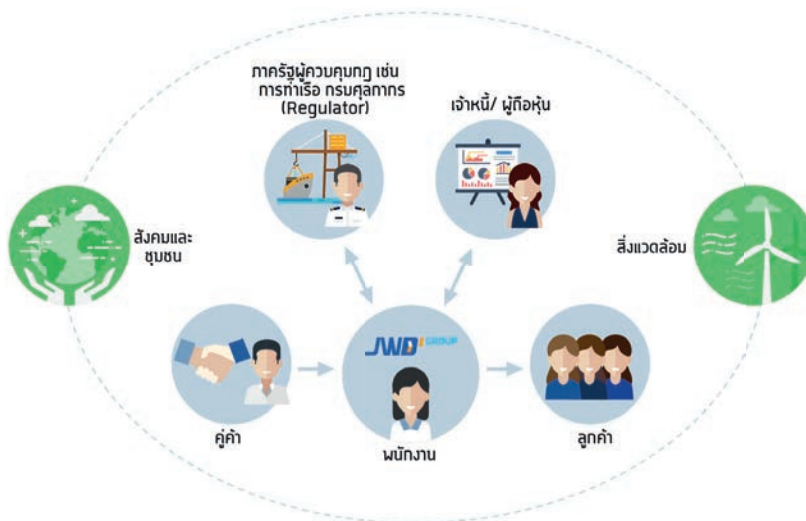 ภาครัฐผู้ควบคุมกฎ เช่น
การท่าเรือ กรมศุลกากร
(Regulator)
เจ้าหนี้/ ผู้ถือหุ้น
สังคมและ
ชุมชน
สิ่งแวดล้อม
JWD GROUP
คู่ค้า
พนักงาน
ลูกค้า